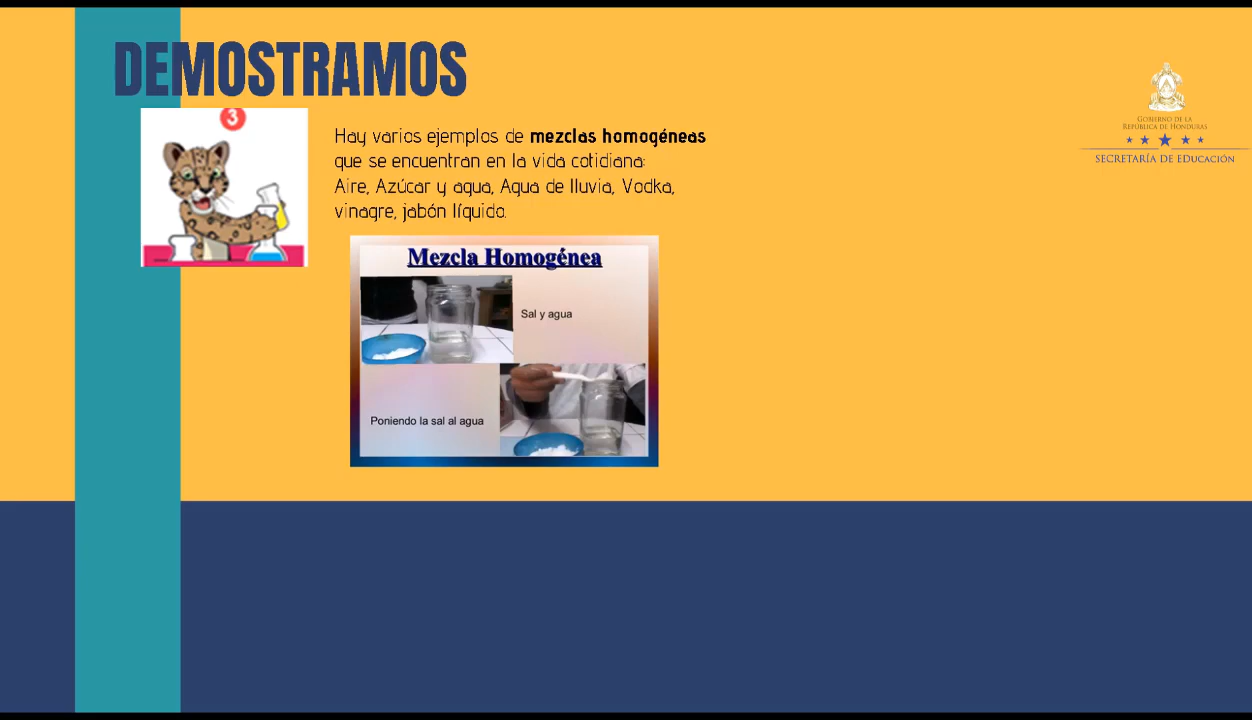 DEMOSTRAMOS
3
Hay varios ejemplos de mezclas homogéneas
que se encuentran en la vida cotidiana:
Aire, Azúcar y agua, Agua de lluvia, Vodka,
vinagre, jabón líquido.
Mezcla Homogénea
Sal y agua
Poniendo la sal al agua
GOBIERNO DE LA
REPÚBLICA DE HONDURAS
SECRETARÍA DE EDUCACIÓN